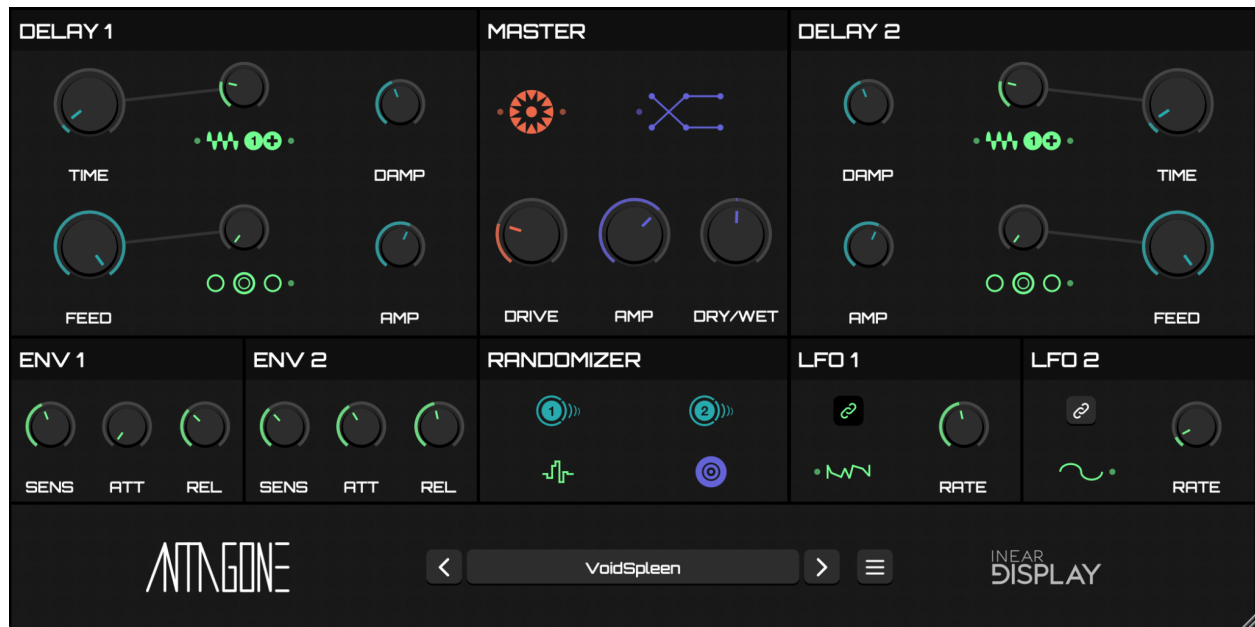 DELAY 1
MASTER
DELAY 2
1
1
TIME
DAMP
DAMP
TIME
FEED
AMP
DRIVE
AMP
DRY/WET
AMP
FEED
ENV 1
ENV 2
RANDOMIZER
LFO 1
LFO 2
1
2
SENS
ATT
REL
SENS
ATT
REL
RATE
RATE
ANTAGONE
VoidSpleen
INEAR
DISPLAY